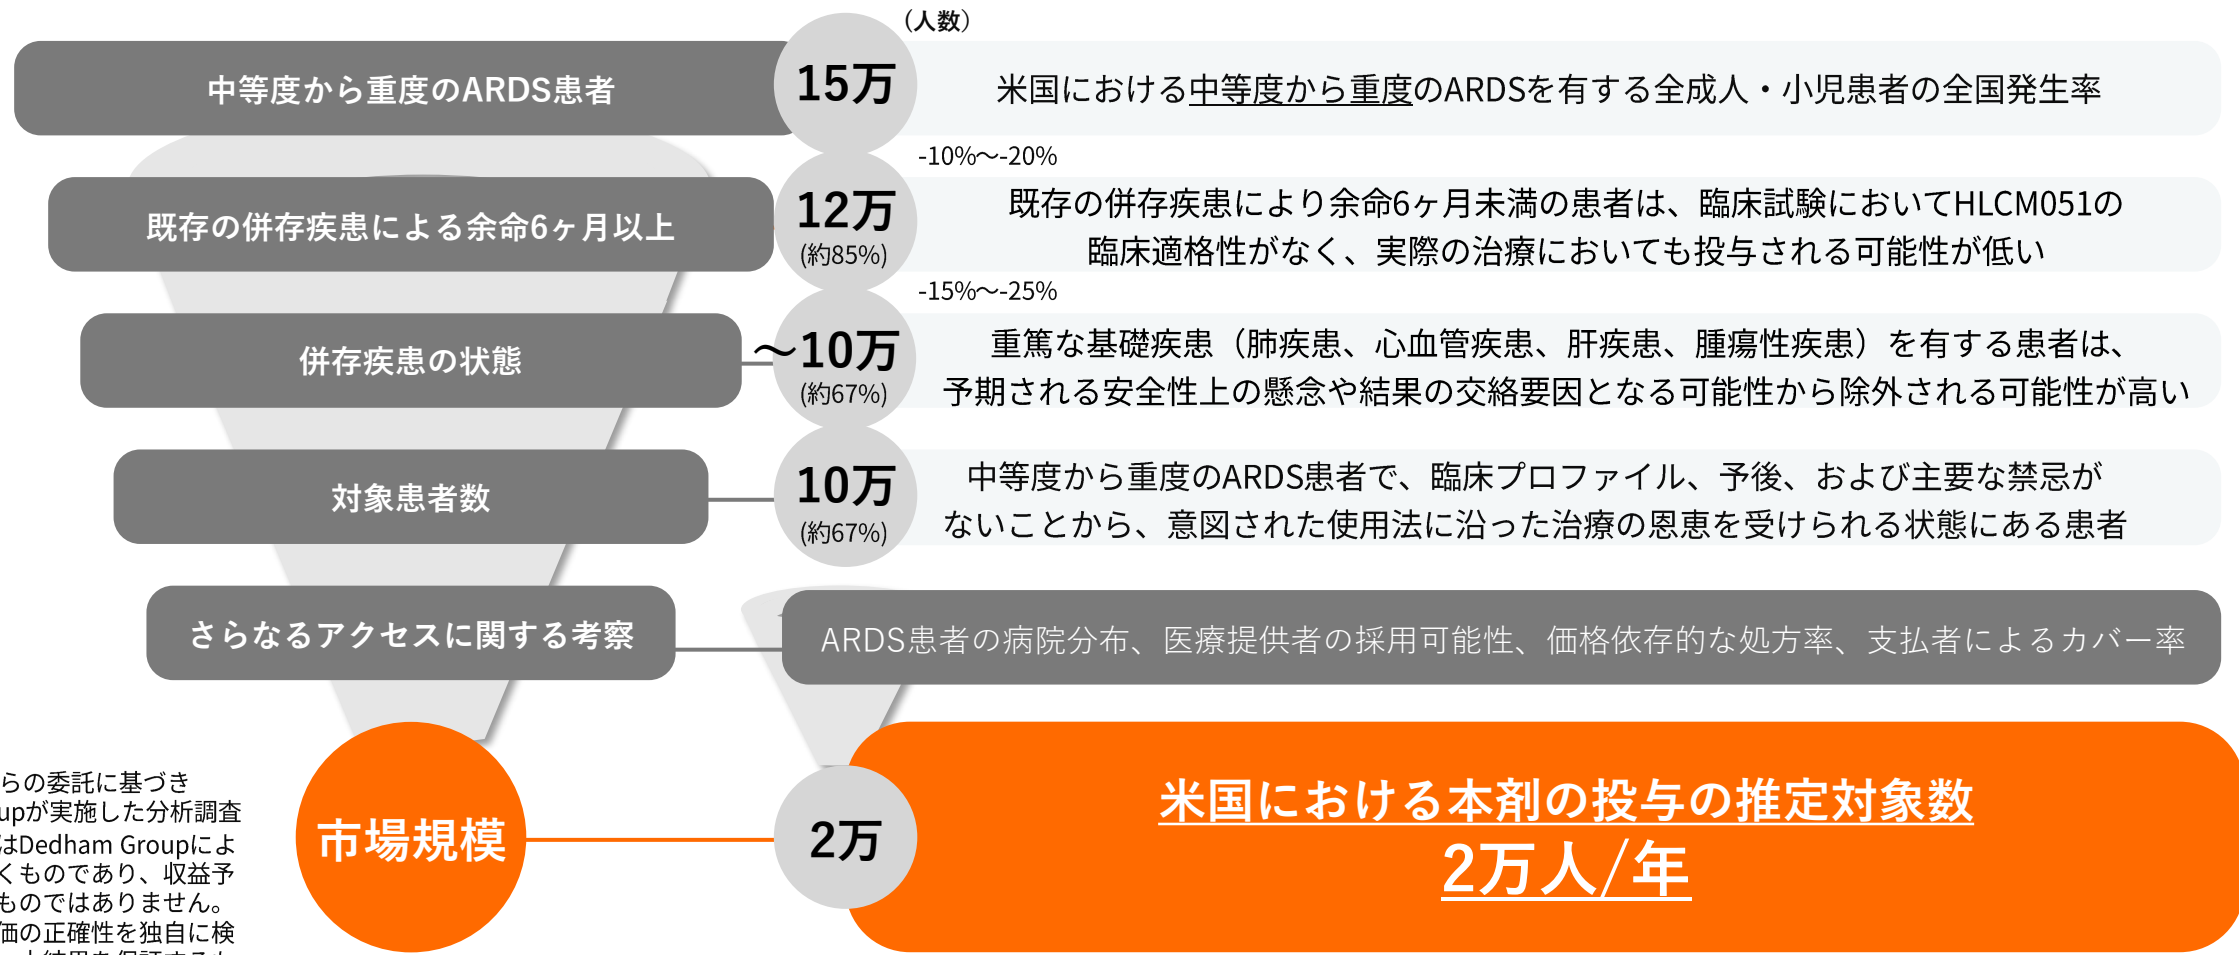 （人数）
中等度から重度のARDS患者
15万
米国における中等度から重度のARDSを有する全成人・小児患者の全国発生率
-10%～-20%
既存の併存疾患による余命6ヶ月以上
12万
(約85%)
既存の併存疾患により余命6ヶ月未満の患者は、臨床試験においてHLCM051の
臨床適格性がなく、実際の治療においても投与される可能性が低い
-15%～-25%
併存疾患の状態
～10万
(約67%)
重篤な基礎疾患（肺疾患、心血管疾患、肝疾患、腫瘍性疾患）を有する患者は、
予期される安全性上の懸念や結果の交絡要因となる可能性から除外される可能性が高い
対象患者数
10万
(約67%)
中等度から重度のARDS患者で、臨床プロファイル、予後、および主要な禁忌が
ないことから、意図された使用法に沿った治療の恩恵を受けられる状態にある患者
さらなるアクセスに関する考察
ARDS患者の病院分布、医療提供者の採用可能性、価格依存的な処方率、支払者によるカバー率
市場規模
2万
米国における本剤の投与の推定対象数
2万人/年
らの委託に基づき
upが実施した分析調査
はDedham Groupによ
くものであり、収益予
ものではありません。
価の正確性を独自に検